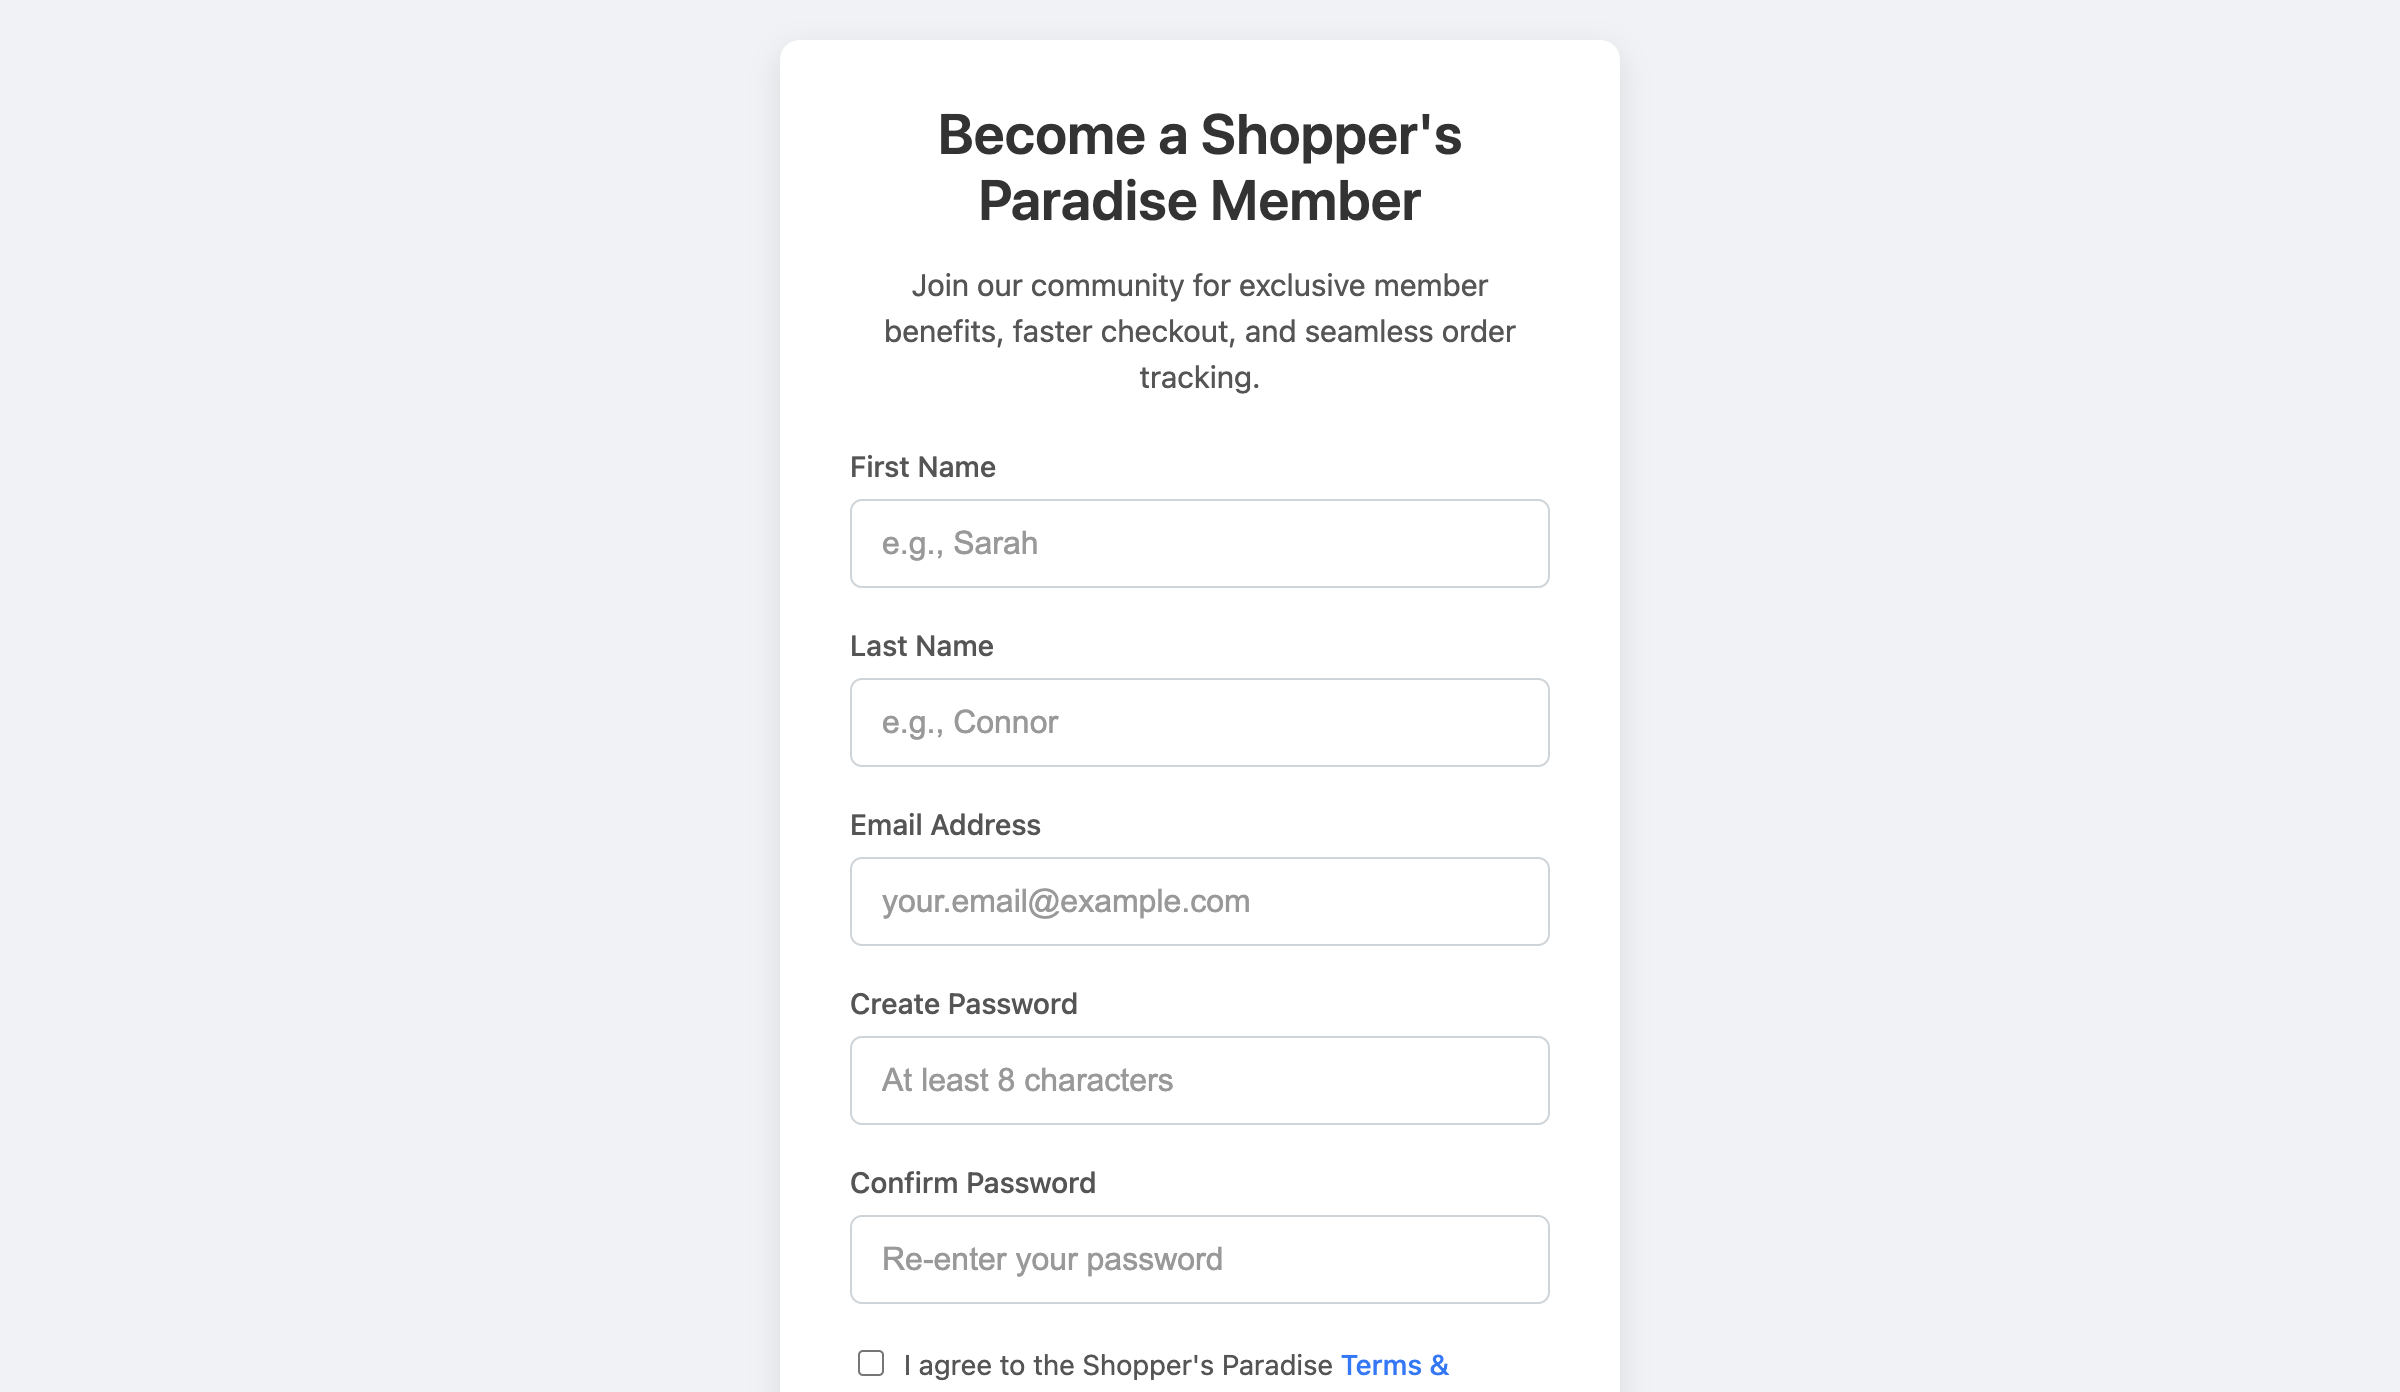 Become a Shopper's
Paradise Member
Join our community for exclusive member
benefits, faster checkout, and seamless order
tracking.
First Name
e.g., Sarah
Last Name
e.g., Connor
Email Address
your.email@example.com
Create Password
At least 8 characters
Confirm Password
Re-enter your password
I agree to the Shopper's Paradise Terms &